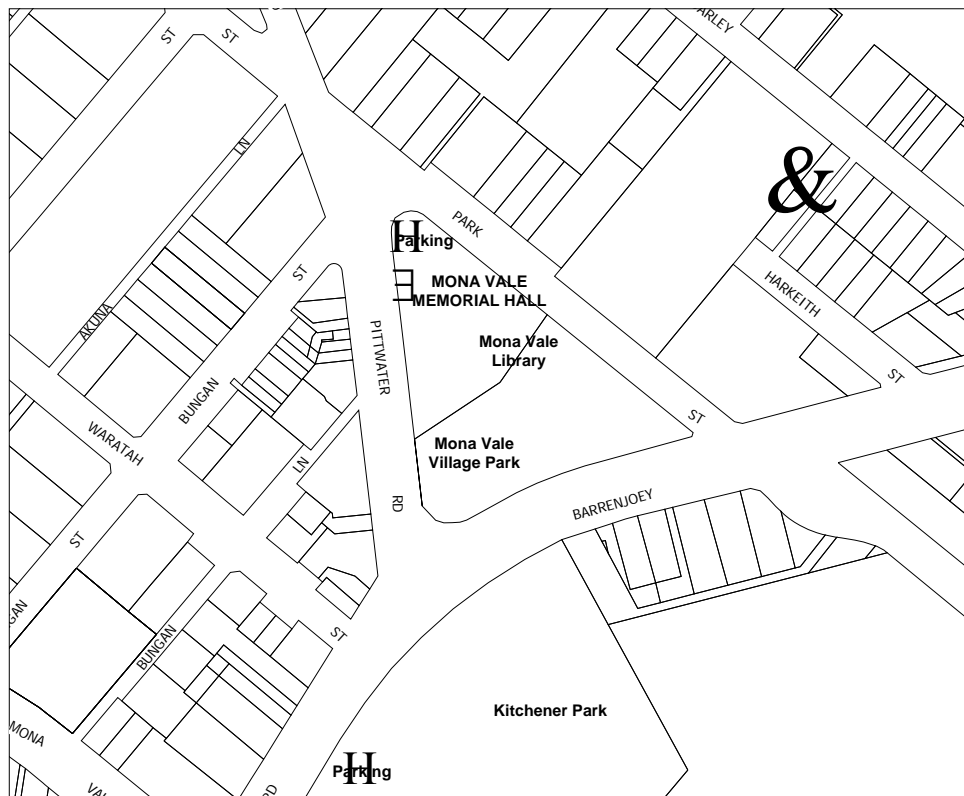 ST
ST
ARLEY
LN
&
PARK
H
Parking
ST
MONA VALE
MEMORIAL HALL
HARKEITH
AKUNA
PITTWATER
Mona Vale
Library
BUNGAN
ST
ST
WARATAH
Mona Vale
Village Park
LN
RD
BARRENJOEY
ST
GAN
BUNGAN
ST
Kitchener Park
MONA
H
Parking
VAL
RD